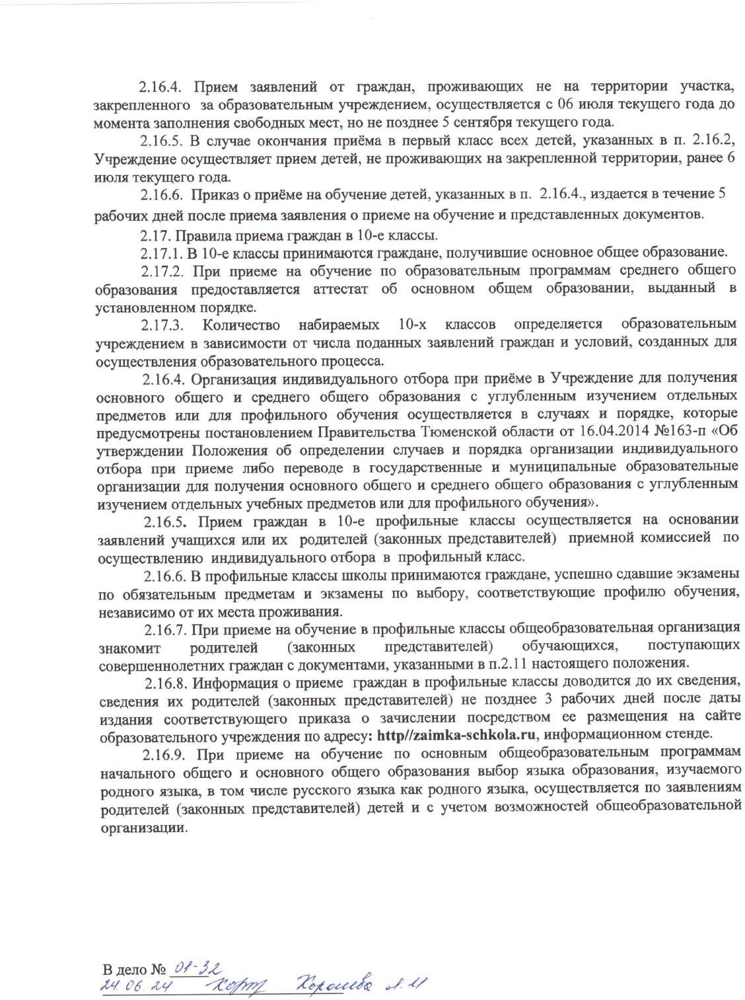 2.16.4. Прием заявлений от граждан, проживающих не на территории участка,
закрепленного за образовательным учреждением, осуществляется с 06 июля текущего года до
момента заполнения свободных мест, но не позднее 5 сентября текущего года.
2.16.5. В случае окончания приёма в первый класс всех детей, указанных в п. 2.16.2,
Учреждение осуществляет прием детей, не проживающих на закрепленной территории, ранее 6
июля текущего года.
2.16.6. Приказ о приёме на обучение детей, указанных в п. 2.16.4., издается в течение 5
рабочих дней после приема заявления о приеме на обучение и представленных документов.
2.17. Правила приема граждан в 10-е классы.
2.17.1. В 10-е классы принимаются граждане, получившие основное общее образование.
2.17.2. При приеме на обучение по образовательным программам среднего общего
образования предоставляется аттестат об основном общем образовании, выданный в
установленном порядке.
2.17.3. Количество набираемых 10-х классов определяется образовательным
учреждением в зависимости от числа поданных заявлений граждан и условий, созданных для
осуществления образовательного процесса.
2.16.4. Организация индивидуального отбора при приёме в Учреждение для получения
основного общего и среднего общего образования с углубленным изучением отдельных
предметов или для профильного обучения осуществляется в случаях и порядке, которые
предусмотрены постановлением Правительства Тюменской области от 16.04.2014 №163-п «Об
утверждении Положения об определении случаев и порядка организации индивидуального
отбора при приеме либо переводе в государственные и муниципальные образовательные
организации для получения основного общего и среднего общего образования с углубленным
изучением отдельных учебных предметов или для профильного обучения».
2.16.5. Прием граждан в 10-е профильные классы осуществляется на основании
заявлений учащихся или их родителей (законных представителей) приемной комиссией по
осуществлению индивидуального отбора в профильный класс.
2.16.6. В профильные классы школы принимаются граждане, успешно сдавшие экзамены
по обязательным предметам и экзамены по выбору, соответствующие профилю обучения,
независимо от их места проживания.
2.16.7. При приеме на обучение в профильные классы общеобразовательная организация
знакомит родителей (законных представителей) обучающихся, поступающих
совершеннолетних граждан с документами, указанными в п.2.11 настоящего положения.
2.16.8. Информация о приеме граждан в профильные классы доводится до их сведения,
сведения их родителей (законных представителей) не позднее 3 рабочих дней после даты
издания соответствующего приказа о зачислении посредством ее размещения на сайте
образовательного учреждения по адресу: http//zaimka-schkola.ru, информационном стенде.
2.16.9. При приеме на обучение по основным общеобразовательным программам
начального общего и основного общего образования выбор языка образования, изучаемого
родного языка, в том числе русского языка как родного языка, осуществляется по заявлениям
родителей (законных представителей) детей и с учетом возможностей общеобразовательной
организации.
В дело № 01-32
24.06.24